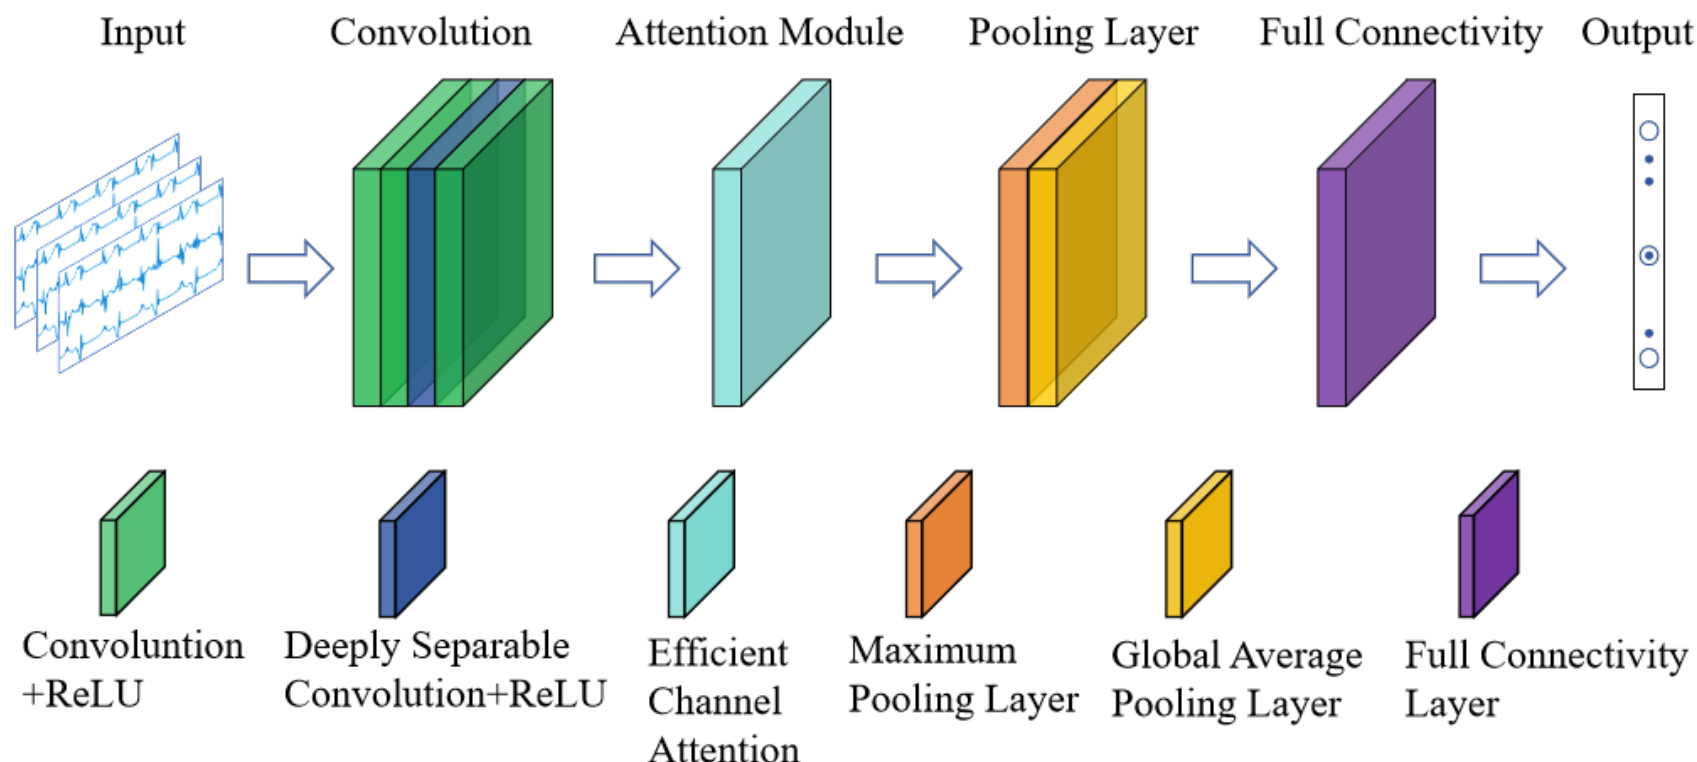 Input
Convolution
Attention Module
Pooling Layer
Full Connectivity
Output
Convoluntion
+ReLU
Deeply Separable
Convolution+ReLU
Efficient
Channel
Attention
Maximum
Pooling Layer
Global Average
Pooling Layer
Full Connectivity
Layer